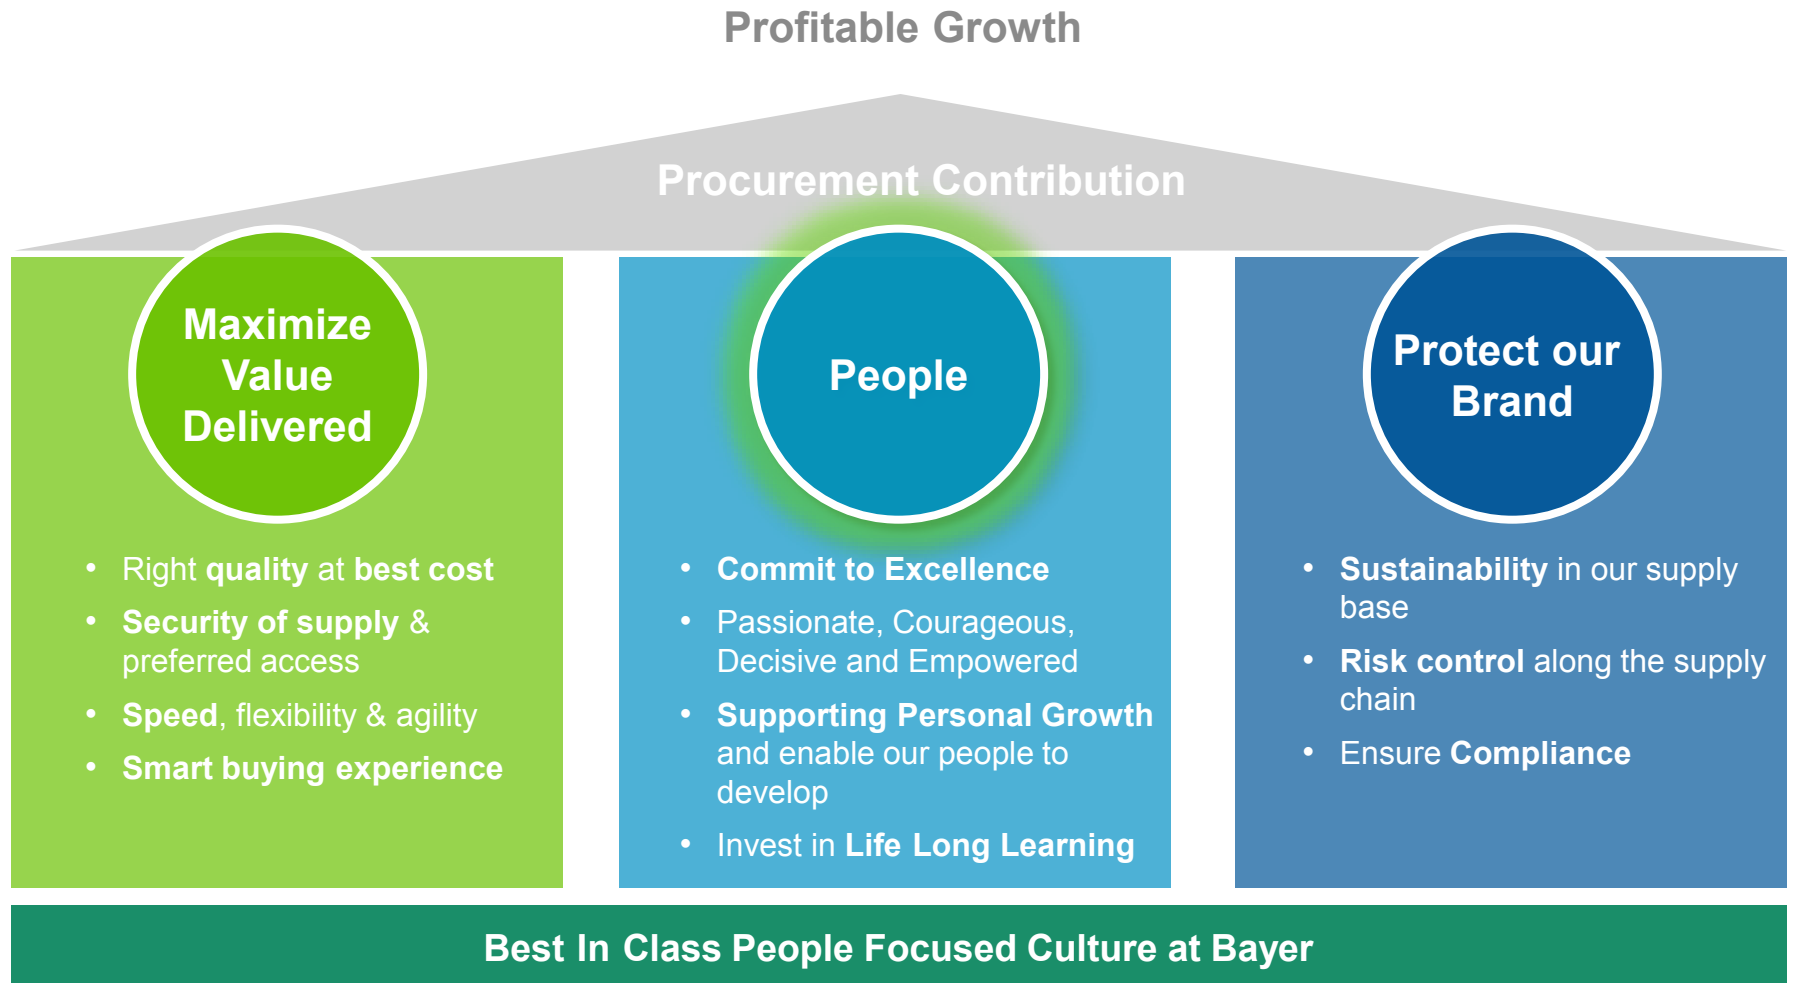 Profitable Growth
Procurement Contribution
Maximize
Value
Delivered
• Right quality at best cost
• Security of supply &
preferred access
• Speed, flexibility & agility
• Smart buying experience
People
• Commit to Excellence
• Passionate, Courageous,
Decisive and Empowered
• Supporting Personal Growth
and enable our people to
develop
• Invest in Life Long Learning
Protect our
Brand
• Sustainability in our supply
base
• Risk control along the supply
chain
• Ensure Compliance
Best In Class People Focused Culture at Bayer